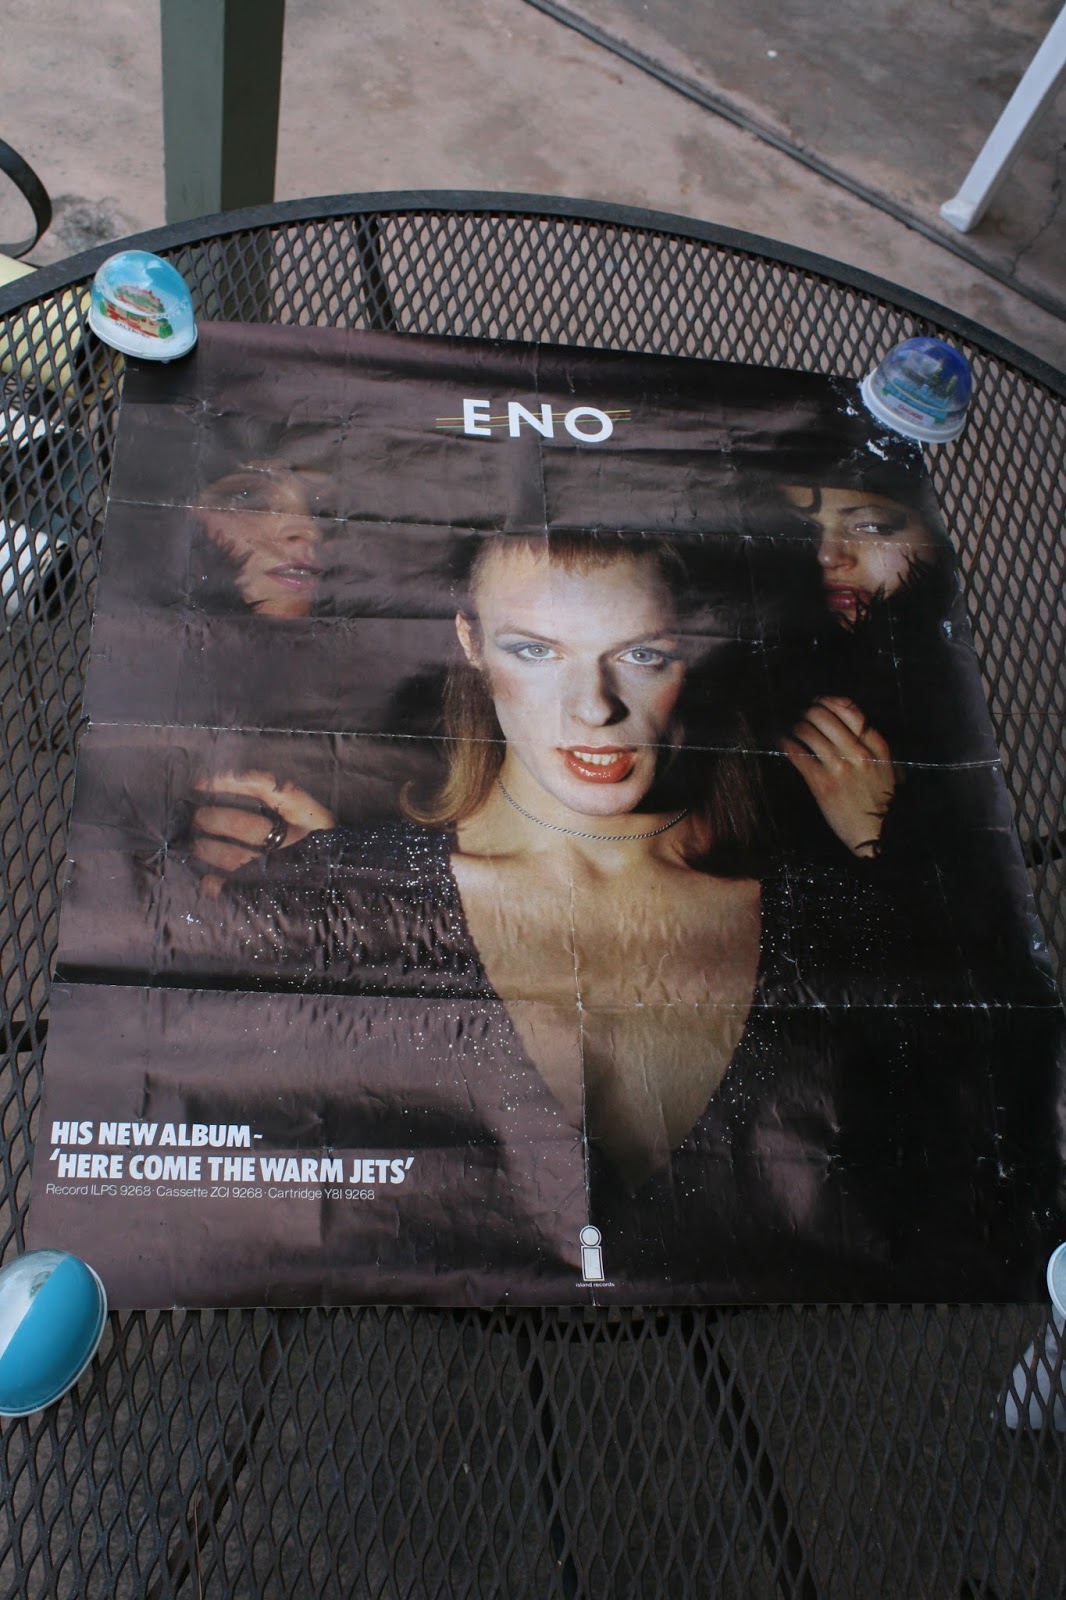 ENO
HIS NEW ALBUM~
'HERE COME THE WARM JETS'
Record ILPS 9268·Cassette ZCI 9268·Cartridge Y8I 9268
island records